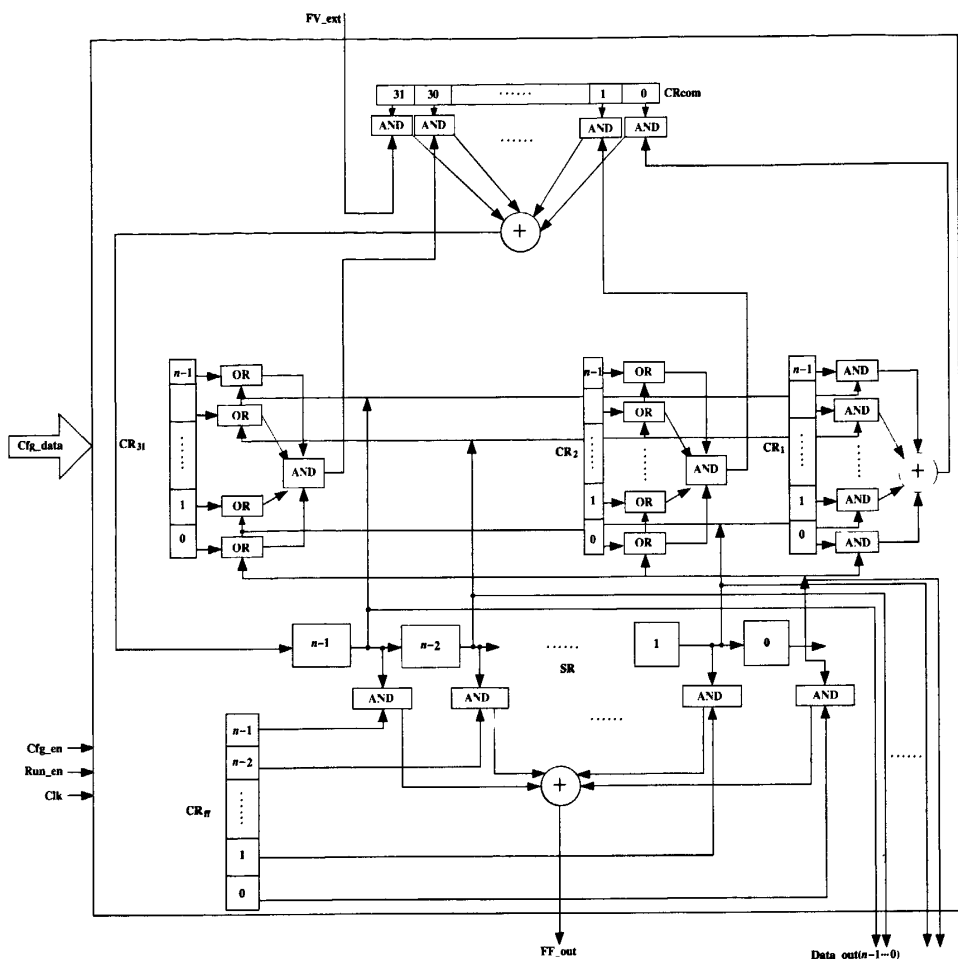 FV_ext
31 30 ...... 1 0 CRcom
AND AND ...... AND AND
+
n-1 OR n-1 OR n-1 AND
OR OR AND
Cfg_data CR31 ...... AND CR2 ...... ...... AND CR1 ...... ...... +
1 OR 1 OR 1 AND
0 OR 0 OR 0 AND
n-1 n-2 ...... 1 0
SR
AND AND ...... AND AND
n-1
Cfg_en n-2 ......
Run_en +
Clk CRff ......
1
0
FF_out Data_out(n-1...0)